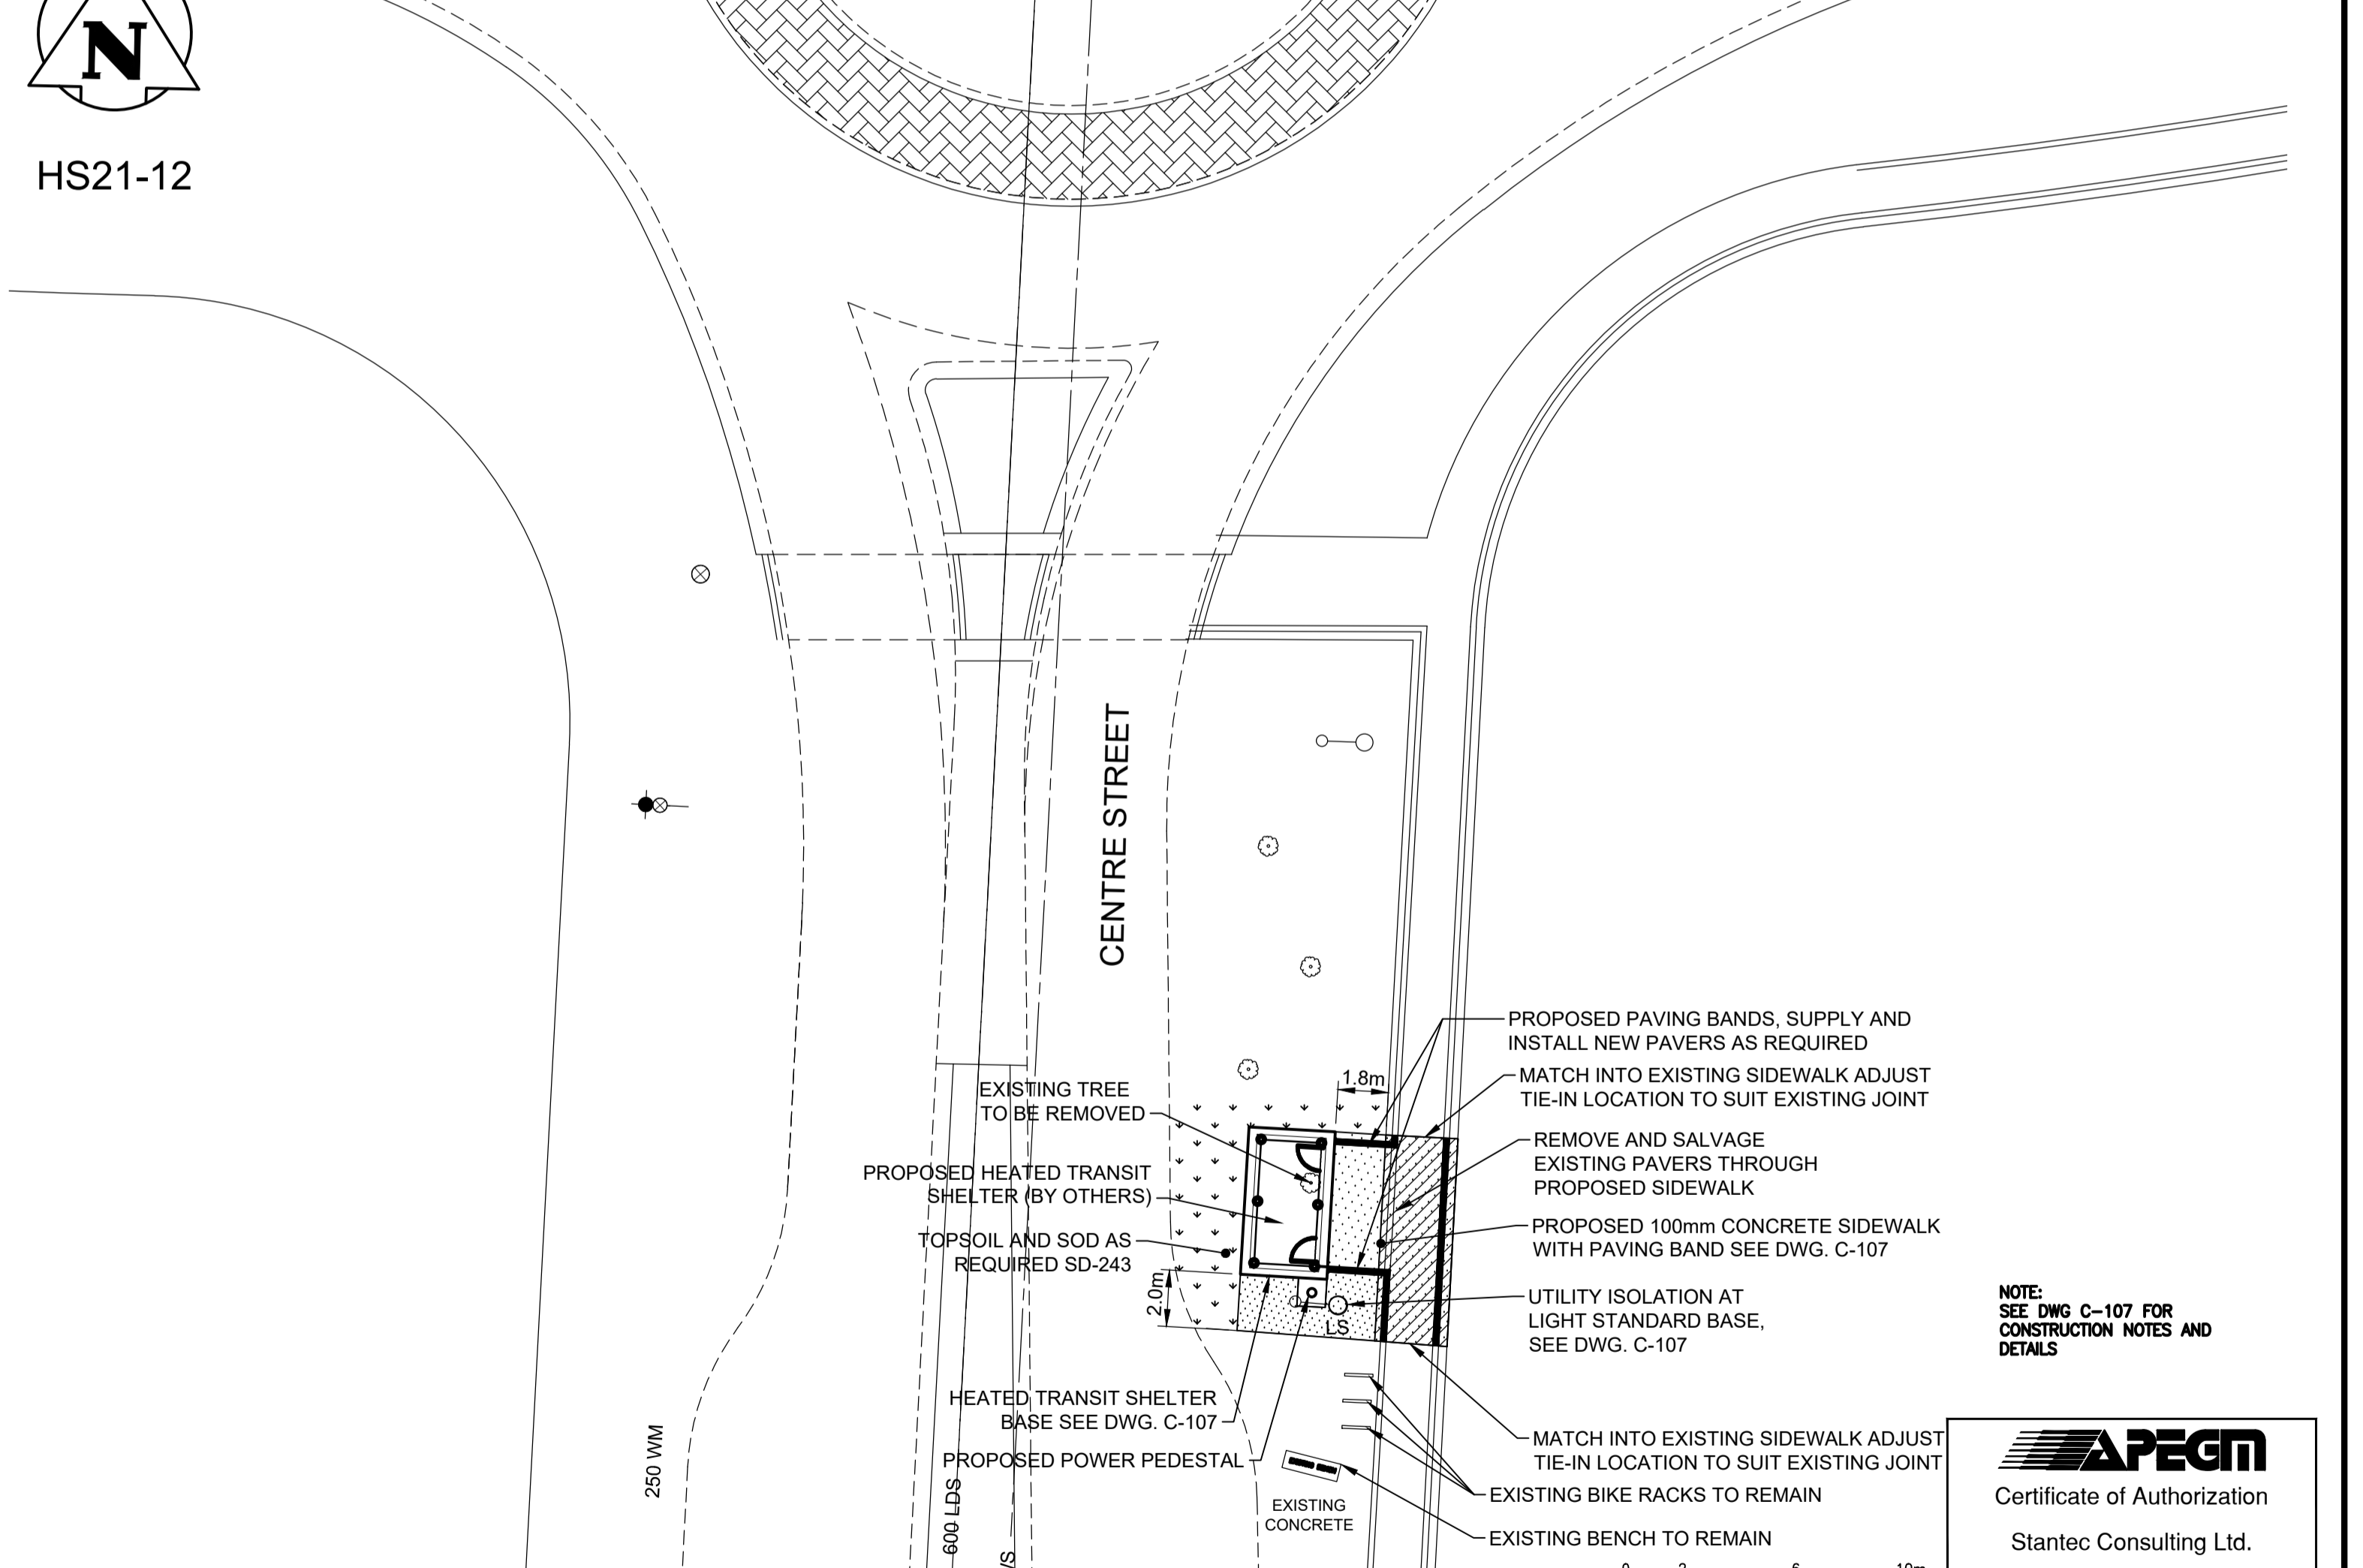 N
HS21-12
CENTRE STREET
PROPOSED PAVING BANDS, SUPPLY AND
INSTALL NEW PAVERS AS REQUIRED
1.8m
MATCH INTO EXISTING SIDEWALK ADJUST
TIE-IN LOCATION TO SUIT EXISTING JOINT
EXISTING TREE
TO BE REMOVED
REMOVE AND SALVAGE
EXISTING PAVERS THROUGH
PROPOSED SIDEWALK
PROPOSED HEATED TRANSIT
SHELTER (BY OTHERS)
PROPOSED 100mm CONCRETE SIDEWALK
WITH PAVING BAND SEE DWG. C-107
TOPSOIL AND SOD AS
REQUIRED SD-243
2.0m
UTILITY ISOLATION AT
LIGHT STANDARD BASE,
SEE DWG. C-107
LS
NOTE:
SEE DWG C-107 FOR
CONSTRUCTION NOTES AND
DETAILS
HEATED TRANSIT SHELTER
BASE SEE DWG. C-107
PROPOSED POWER PEDESTAL
250 WM
600 LDS
MATCH INTO EXISTING SIDEWALK ADJUST
TIE-IN LOCATION TO SUIT EXISTING JOINT
EXISTING BIKE RACKS TO REMAIN
EXISTING
CONCRETE
EXISTING BENCH TO REMAIN
APEGM
Certificate of Authorization
Stantec Consulting Ltd.